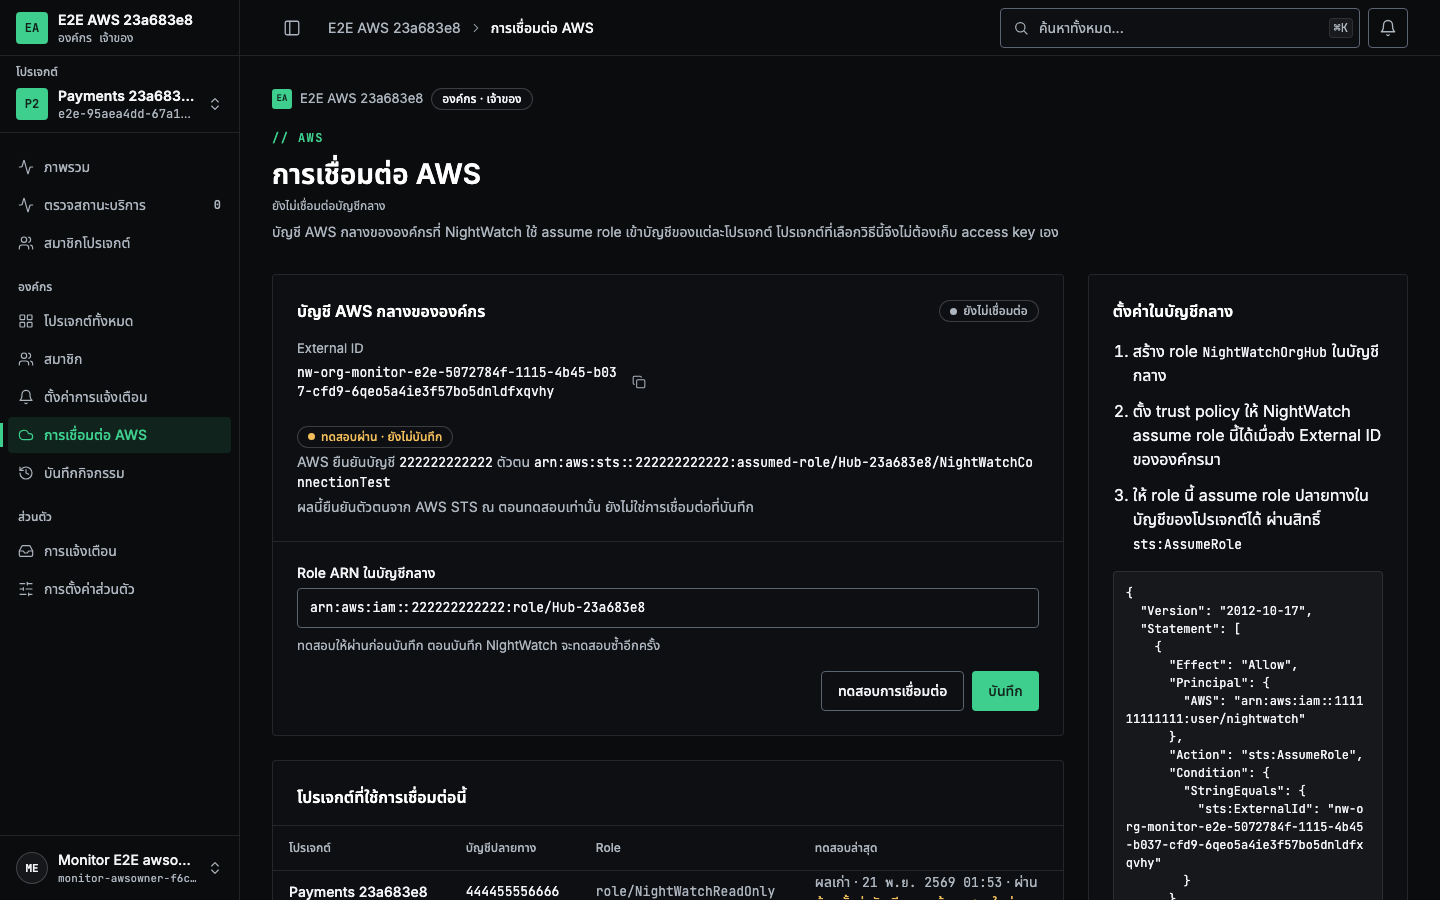 EA
E2E AWS 23a683e8
องค์กร เจ้าของ
โปรเจกต์
P2
Payments 23a683...
e2e-95aea4dd-67a1...
ภาพรวม
ตรวจสถานะบริการ 0
สมาชิกโปรเจกต์
องค์กร
โปรเจกต์ทั้งหมด
สมาชิก
ตั้งค่าการแจ้งเตือน
การเชื่อมต่อ AWS
บันทึกกิจกรรม
ส่วนตัว
การแจ้งเตือน
การตั้งค่าส่วนตัว
ME
Monitor E2E awso...
monitor-awsowner-f6c...
E2E AWS 23a683e8 > การเชื่อมต่อ AWS
ค้นหาทั้งหมด... ⌘K
EA E2E AWS 23a683e8 องค์กร · เจ้าของ
// AWS
การเชื่อมต่อ AWS
ยังไม่เชื่อมต่อบัญชีกลาง
บัญชี AWS กลางขององค์กรที่ NightWatch ใช้ assume role เข้าบัญชีของแต่ละโปรเจกต์ โปรเจกต์ที่เลือกวิธีนี้จึงไม่ต้องเก็บ access key เอง
บัญชี AWS กลางขององค์กร
ยังไม่เชื่อมต่อ
External ID
nw-org-monitor-e2e-5072784f-1115-4b45-b03
7-cfd9-6qeo5a4ie3f57bo5dnldfxqvhy
ทดสอบผ่าน · ยังไม่บันทึก
AWS ยืนยันบัญชี 222222222222 ตัวตน arn:aws:sts::222222222222:assumed-role/Hub-23a683e8/NightWatchCo
nnectionTest
ผลนี้ยืนยันตัวตนจาก AWS STS ณ ตอนทดสอบเท่านั้น ยังไม่ใช่การเชื่อมต่อที่บันทึก
Role ARN ในบัญชีกลาง
arn:aws:iam::222222222222:role/Hub-23a683e8
ทดสอบให้ผ่านก่อนบันทึก ตอนบันทึก NightWatch จะทดสอบซ้ำอีกครั้ง
ทดสอบการเชื่อมต่อ
บันทึก
โปรเจกต์ที่ใช้การเชื่อมต่อนี้
โปรเจกต์ บัญชีปลายทาง Role ทดสอบล่าสุด
Payments 23a683e8 444455556666 role/NightWatchReadOnly ผลเก่า · 21 พ.ย. 2569 01:53 · ผ่าน
ตั้งค่าในบัญชีกลาง
1. สร้าง role NightWatchOrgHub ในบัญชี
กลาง
2. ตั้ง trust policy ให้ NightWatch
assume role นี้ได้เมื่อส่ง External ID
ขององค์กรมา
3. ให้ role นี้ assume role ปลายทางใน
บัญชีของโปรเจกต์ได้ ผ่านสิทธิ์
sts:AssumeRole
{
"Version": "2012-10-17",
"Statement": [
{
"Effect": "Allow",
"Principal": {
"AWS": "arn:aws:iam::1111
11111111:user/nightwatch"
},
"Action": "sts:AssumeRole",
"Condition": {
"StringEquals": {
"sts:ExternalId": "nw-o
rg-monitor-e2e-5072784f-1115-4b45
-b037-cfd9-6qeo5a4ie3f57bo5dnldfx
qvhy"
}
}